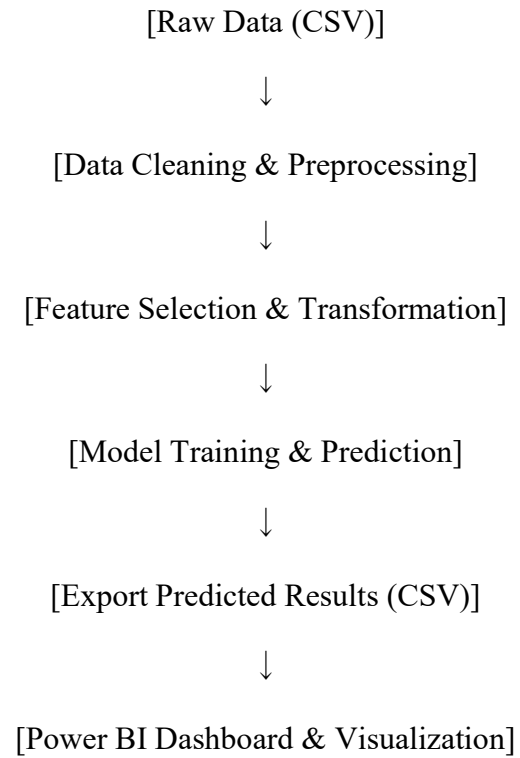 [Raw Data (CSV)]
↓
[Data Cleaning & Preprocessing]
↓
[Feature Selection & Transformation]
↓
[Model Training & Prediction]
↓
[Export Predicted Results (CSV)]
↓
[Power BI Dashboard & Visualization]